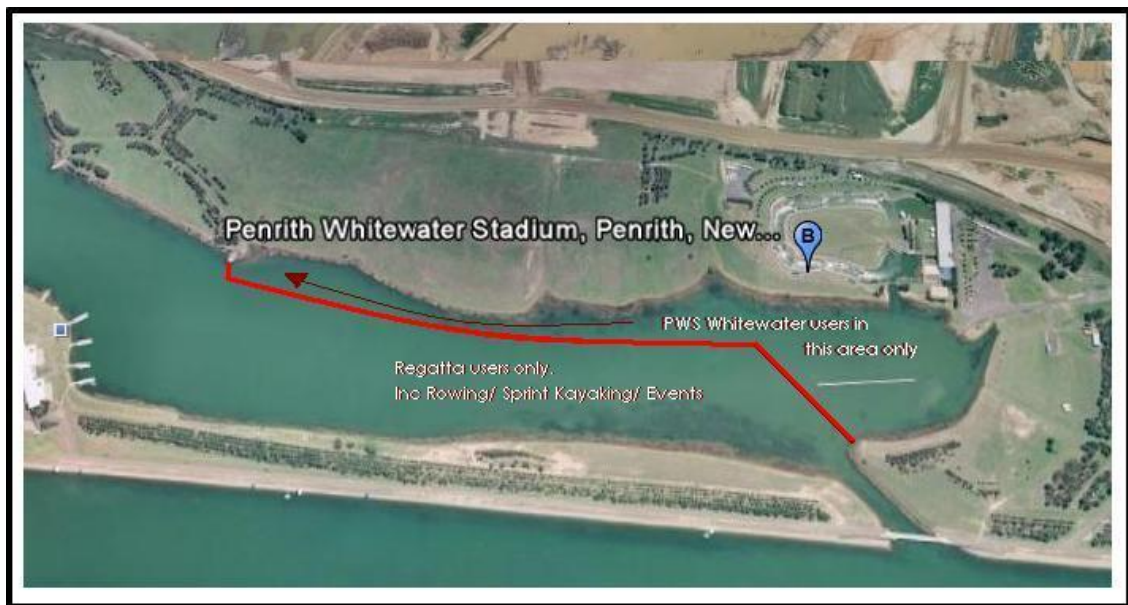 Penrith Whitewater Stadium, Penrith, New...
B
PWS Whitewater users in
this area only
Regatta users only.
Inc Rowing/ Sprint Kayaking/ Events